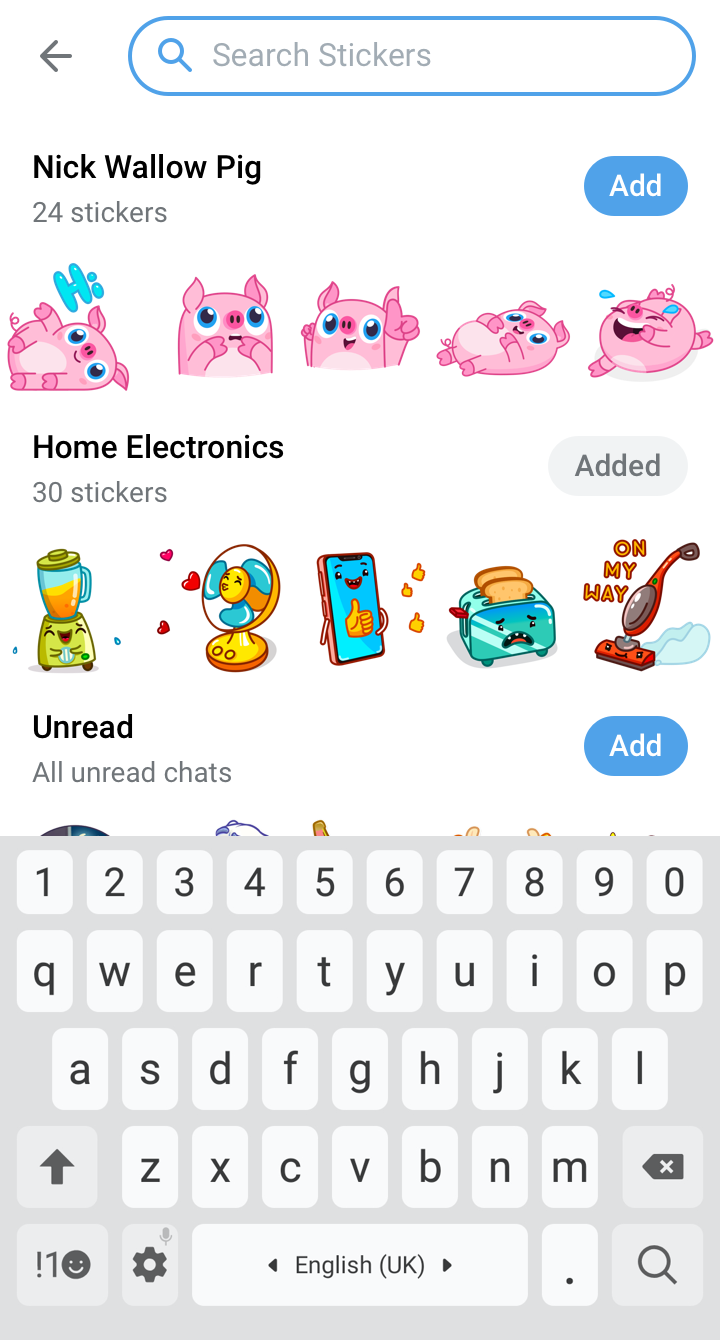 Search Stickers
Nick Wallow Pig
Add
24 stickers
Hi
Home Electronics
Added
30 stickers
ON
MY
WAY
Unread
Add
All unread chats
1 2 3 4 5 6 7 8 9 0
q w e r t y u i o p
a s d f g h j k l
z x c v b n m
!1 English (UK) .